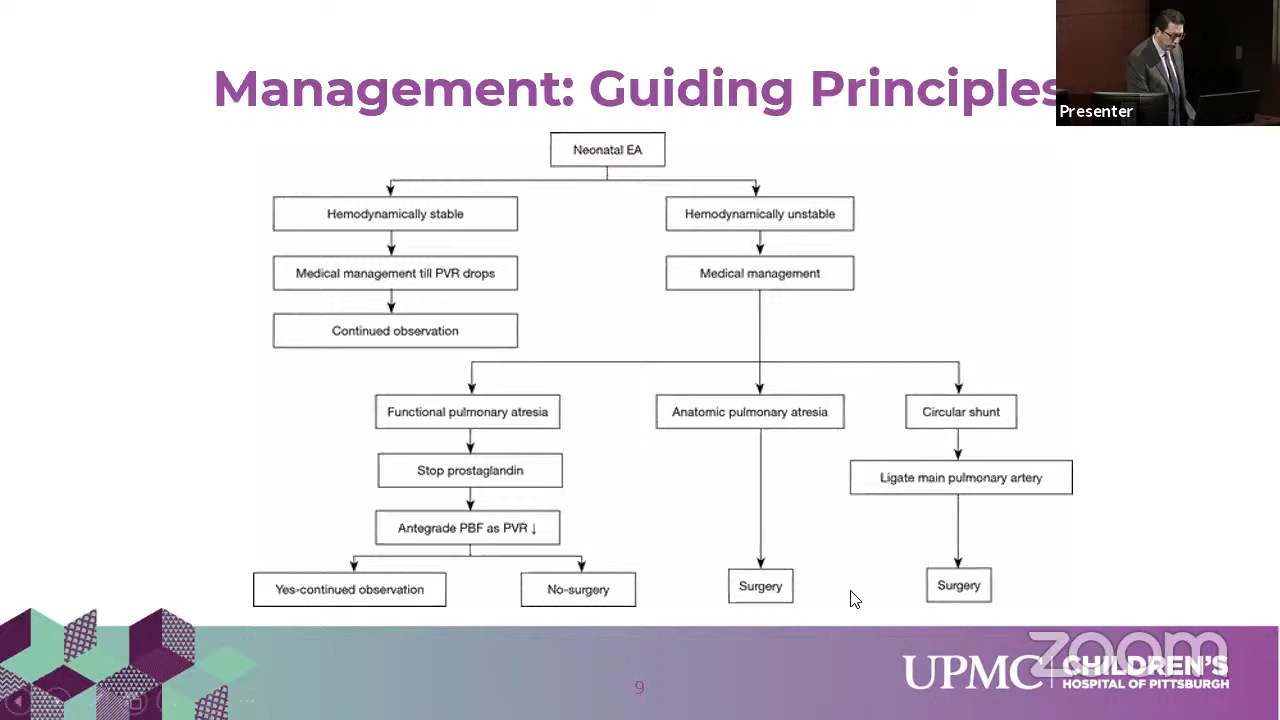 Management: Guiding Principles
Presenter
Neonatal EA
Hemodynamically stable
Hemodynamically unstable
Medical management till PVR drops
Medical management
Continued observation
Functional pulmonary atresia
Anatomic pulmonary atresia
Circular shunt
Stop prostaglandin
Ligate main pulmonary artery
Antegrade PBF as PVR ↓
Yes-continued observation
No-surgery
Surgery
Surgery
zoom
UPMC CHILDREN'S
HOSPITAL OF PITTSBURGH
9